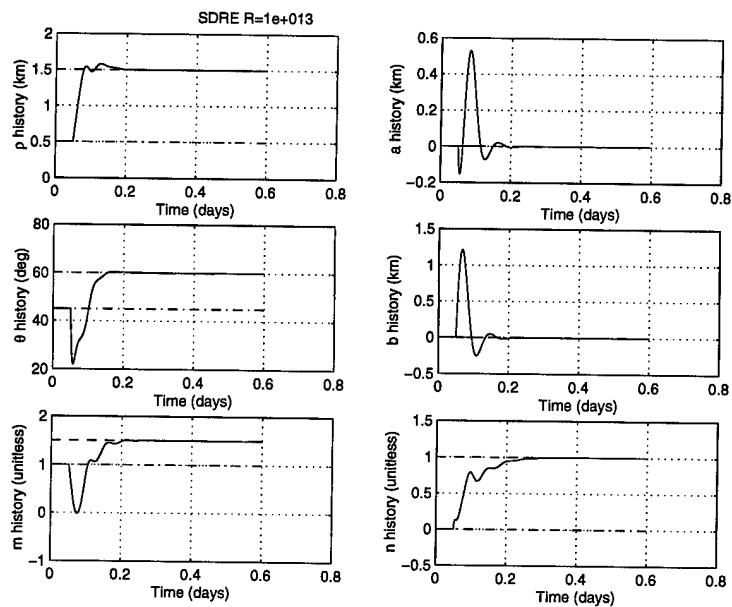 SDRE R=1e+013
ρ history (km)
2
1.5
1
0.5
0
0 0.2 0.4 0.6 0.8
Time (days)
a history (km)
0.6
0.4
0.2
0
−0.2
0 0.2 0.4 0.6 0.8
Time (days)
θ history (deg)
80
60
40
20
0 0.2 0.4 0.6 0.8
Time (days)
b history (km)
1.5
1
0.5
0
−0.5
0 0.2 0.4 0.6 0.8
Time (days)
m history (unitless)
2
1
0
−1
0 0.2 0.4 0.6 0.8
Time (days)
n history (unitless)
1.5
1
0.5
0
−0.5
0 0.2 0.4 0.6 0.8
Time (days)